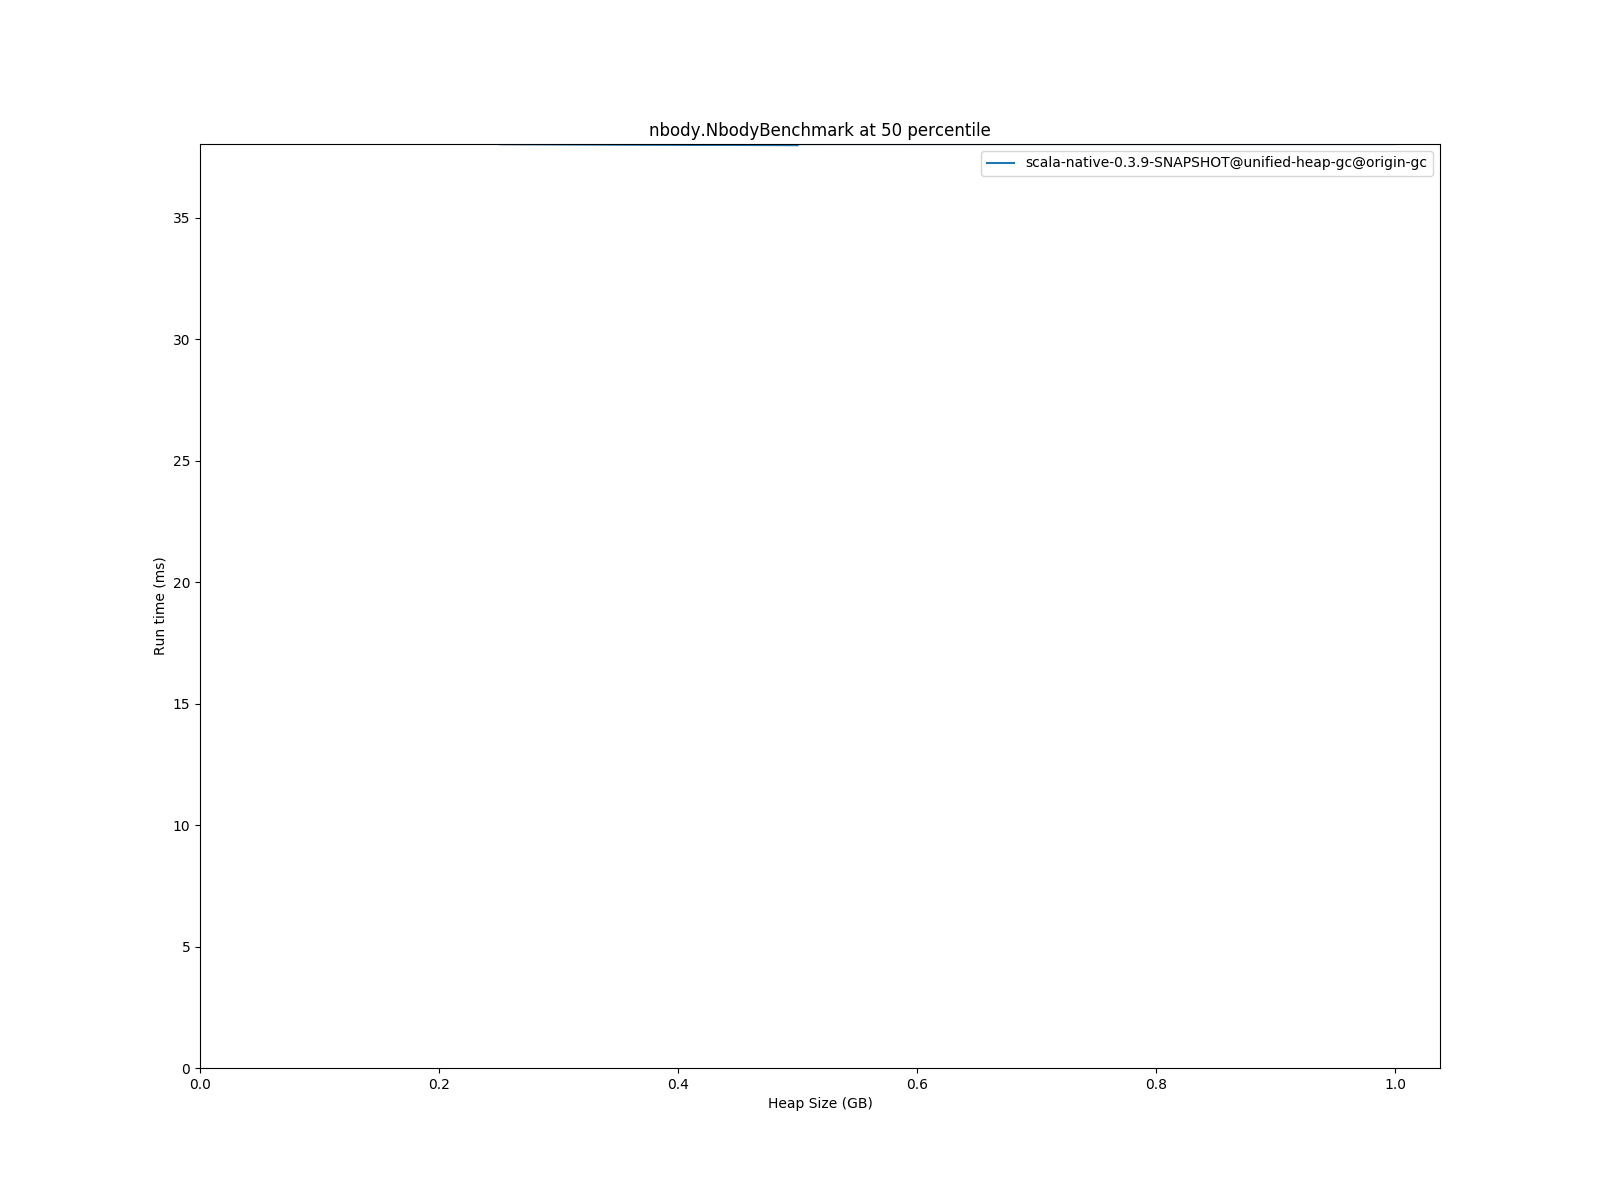 nbody.NbodyBenchmark at 50 percentile
scala-native-0.3.9-SNAPSHOT@unified-heap-gc@origin-gc
35
30
25
20
15
10
5
0
Run time (ms)
0.0 0.2 0.4 0.6 0.8 1.0
Heap Size (GB)